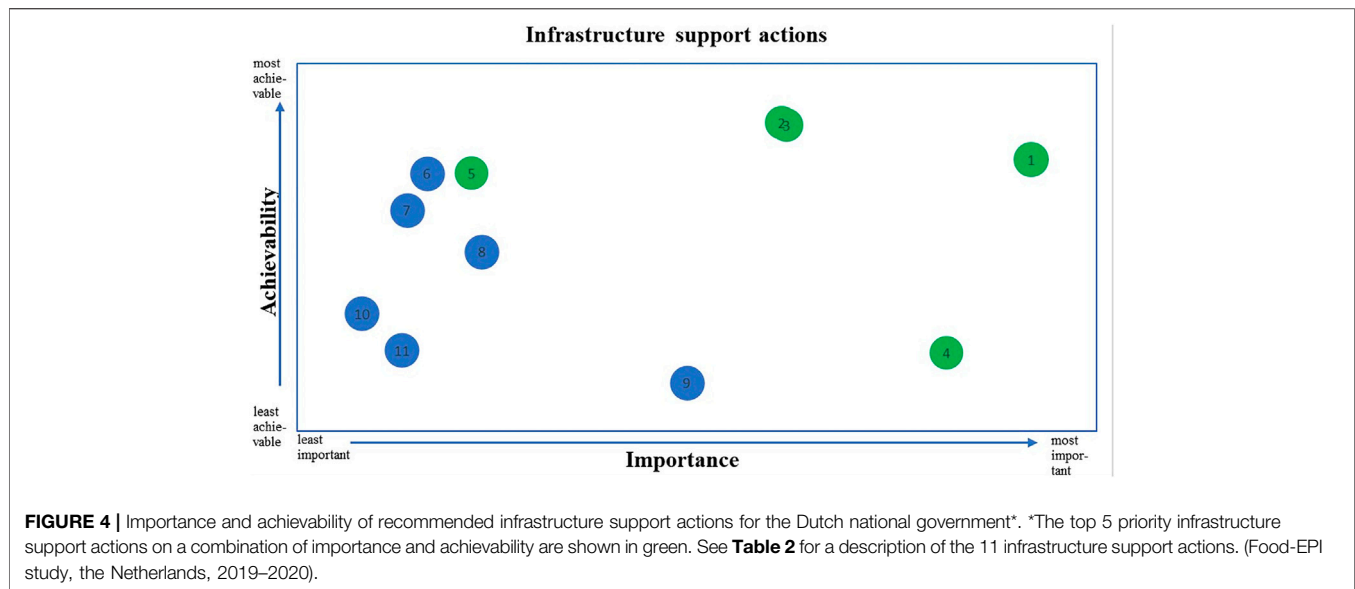 Infrastructure support actions
most
achie-
vable
Achievability
least
achie-
vable
2
3
1
6
5
7
8
10
11
4
9
least
important
Importance
most
impor-
tant
FIGURE 4 | Importance and achievability of recommended infrastructure support actions for the Dutch national government*. *The top 5 priority infrastructure
support actions on a combination of importance and achievability are shown in green. See Table 2 for a description of the 11 infrastructure support actions. (Food-EPI
study, the Netherlands, 2019–2020).